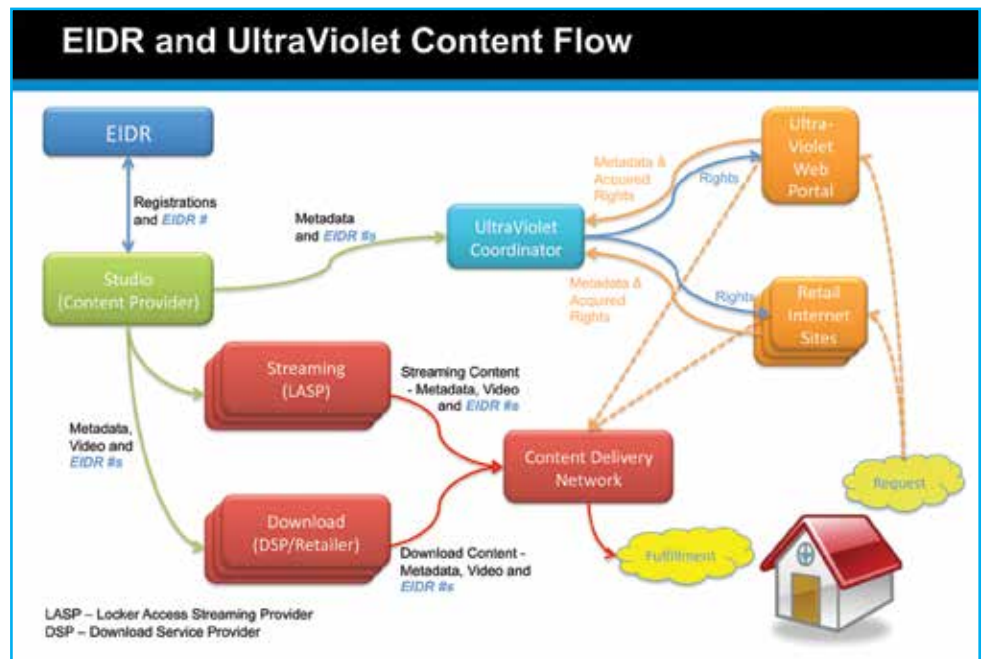 EIDR and UltraViolet Content Flow
EIDR
Registrations
and EIDR #
Studio
(Content Provider)
Metadata
and EIDR #s
UltraViolet
Coordinator
Metadata &
Acquired
Rights
Rights
Ultra-
Violet
Web
Portal
Metadata &
Acquired
Rights
Rights
Retail
Internet
Sites
Streaming
(LASP)
Streaming Content
- Metadata, Video
and EIDR #s
Metadata,
Video and
EIDR #s
Content Delivery
Network
Request
Download
(DSP/Retailer)
Download Content -
Metadata, Video and
EIDR #s
Fulfillment
LASP – Locker Access Streaming Provider
DSP – Download Service Provider